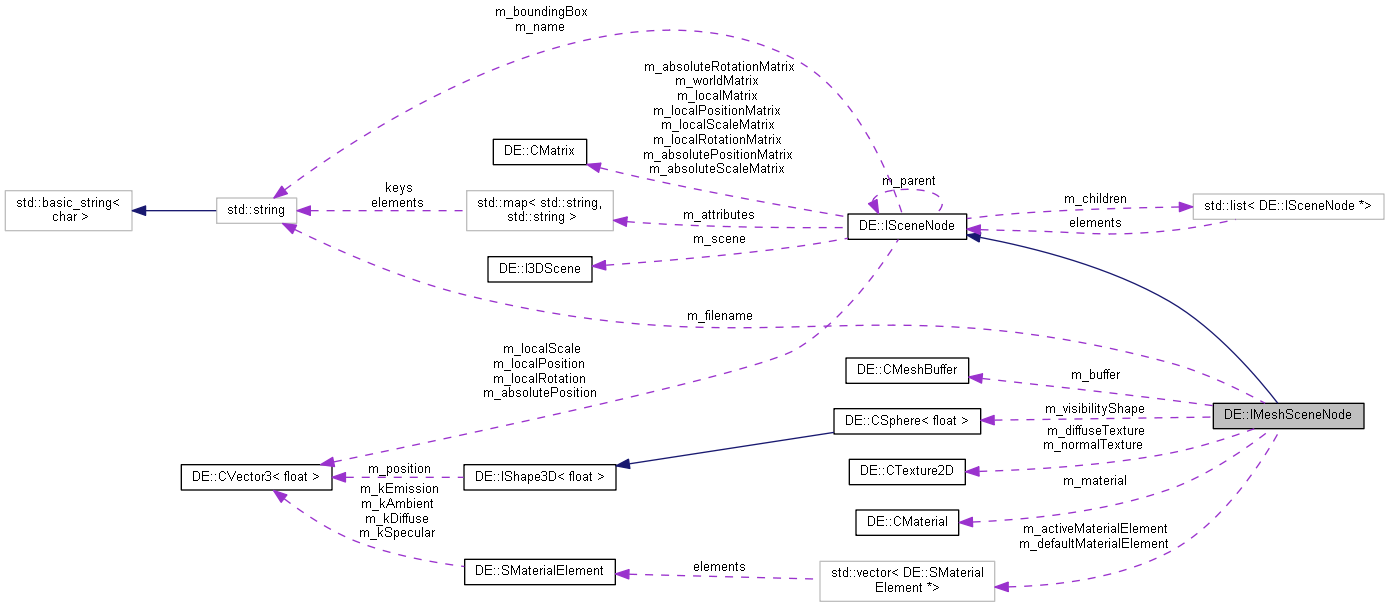 m_boundingBox
m_name
m_absoluteRotationMatrix
m_worldMatrix
m_localMatrix
m_localPositionMatrix
m_localScaleMatrix
m_localRotationMatrix
m_absolutePositionMatrix
m_absoluteScaleMatrix
DE::CMatrix
std::basic_string<
char >
std::string
keys
elements
std::map< std::string,
std::string >
m_attributes
m_parent
DE::ISceneNode
m_children
elements
std::list< DE::ISceneNode *>
m_scene
DE::I3DScene
m_filename
m_localScale
m_localPosition
m_localRotation
m_absolutePosition
DE::CMeshBuffer
m_buffer
DE::CSphere< float >
m_visibilityShape
DE::IMeshSceneNode
m_diffuseTexture
m_normalTexture
DE::CTexture2D
DE::CVector3< float >
m_position
DE::IShape3D< float >
m_kEmission
m_kAmbient
m_kDiffuse
m_kSpecular
m_material
DE::CMaterial
m_activeMaterialElement
m_defaultMaterialElement
DE::SMaterialElement
elements
std::vector< DE::SMaterial
Element *>